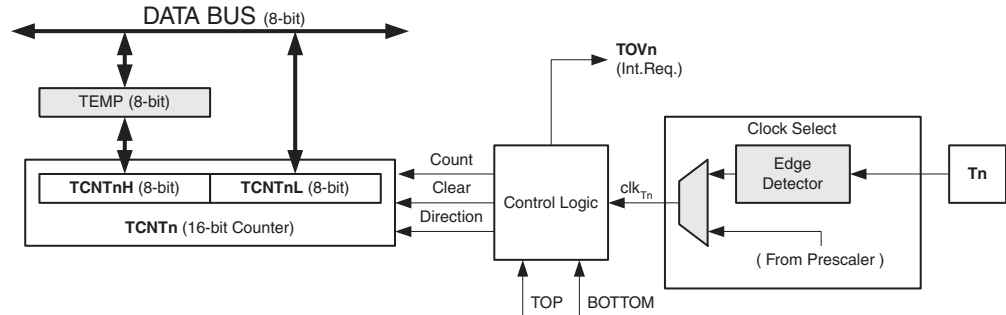 DATA BUS (8-bit)
TOVn
(Int.Req.)
TEMP (8-bit)
Clock Select
Count
Edge
Detector
TCNTnH (8-bit) TCNTnL (8-bit)
Clear
Control Logic
clkTn
Tn
TCNTn (16-bit Counter)
Direction
( From Prescaler )
TOP
BOTTOM